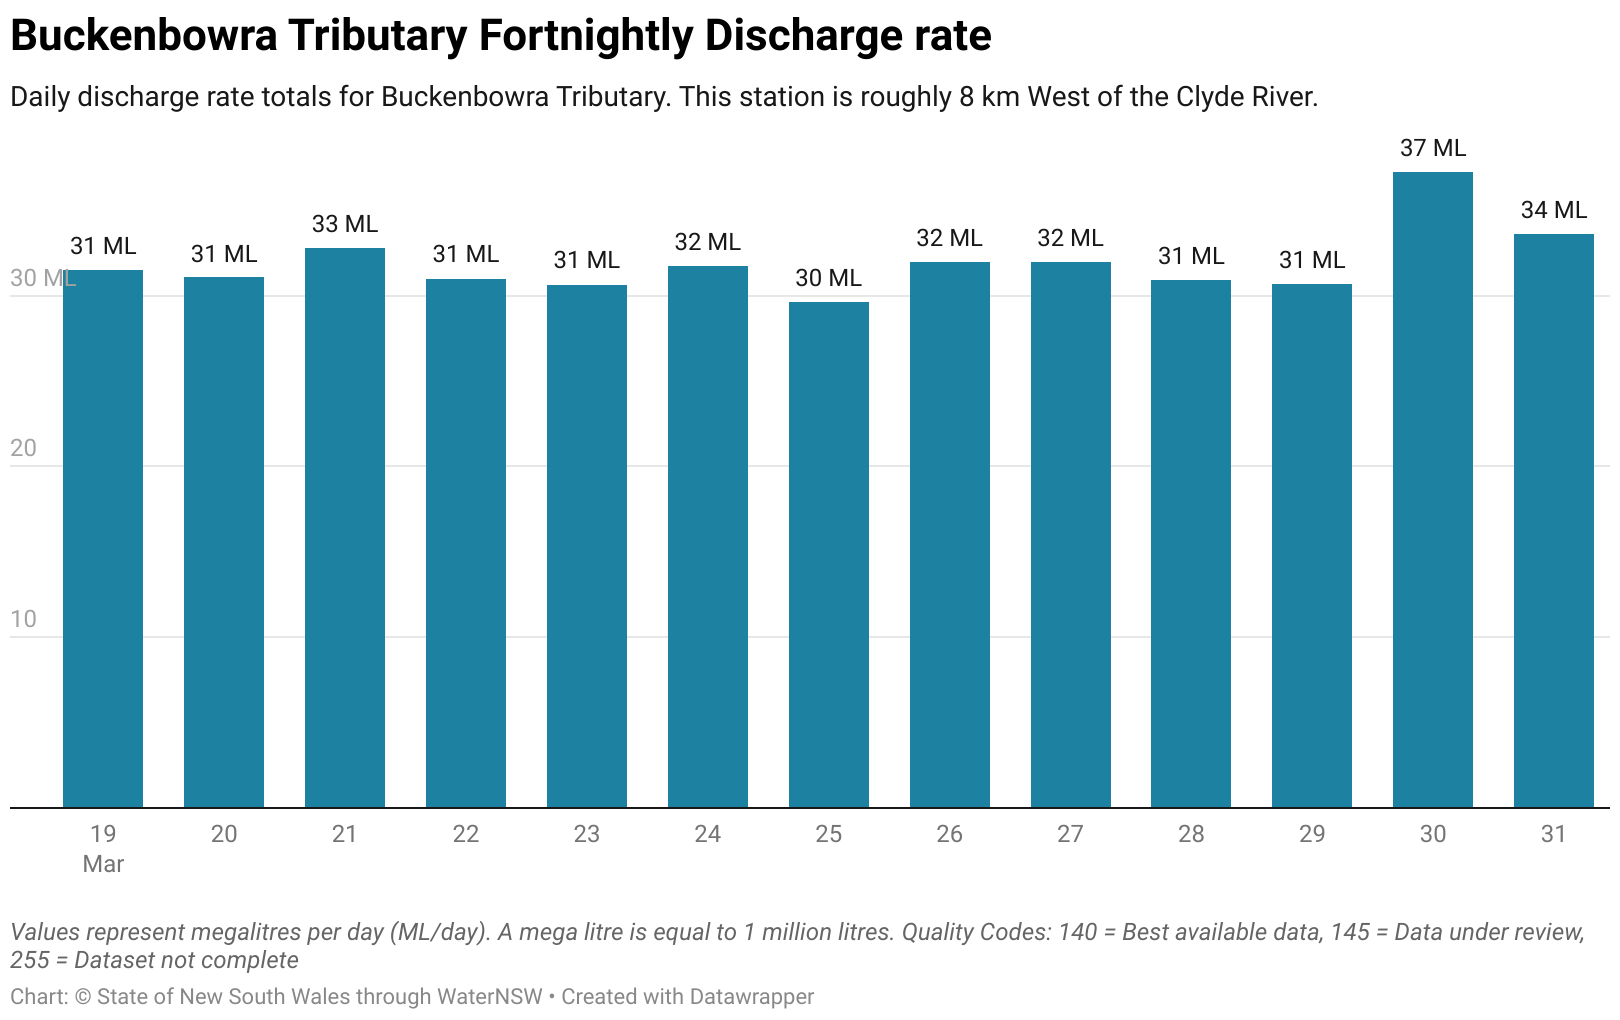 Buckenbowra Tributary Fortnightly Discharge rate
Daily discharge rate totals for Buckenbowra Tributary. This station is roughly 8 km West of the Clyde River.
37 ML
34 ML
33 ML
32 ML
32 ML
32 ML
31 ML
31 ML
31 ML
31 ML
31 ML
31 ML
30 ML
30 ML
20
10
19 20 21 22 23 24 25 26 27 28 29 30 31
Mar
Values represent megalitres per day (ML/day). A mega litre is equal to 1 million litres. Quality Codes: 140 = Best available data, 145 = Data under review,
255 = Dataset not complete
Chart: © State of New South Wales through WaterNSW • Created with Datawrapper